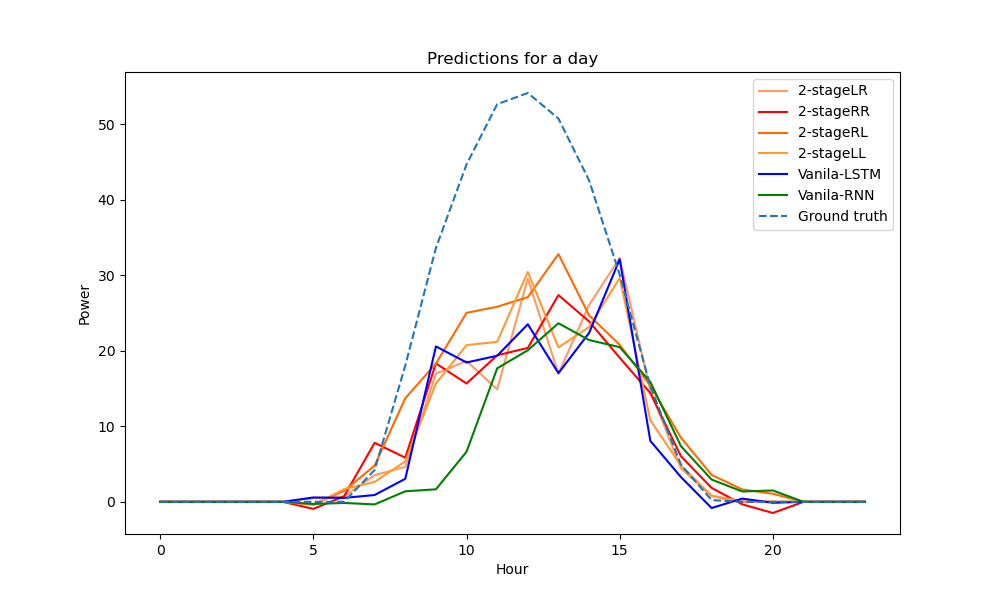 Predictions for a day
2-stageLR
2-stageRR
2-stageRL
2-stageLL
Vanila-LSTM
Vanila-RNN
Ground truth
Power
50
40
30
20
10
0
0 5 10 15 20
Hour